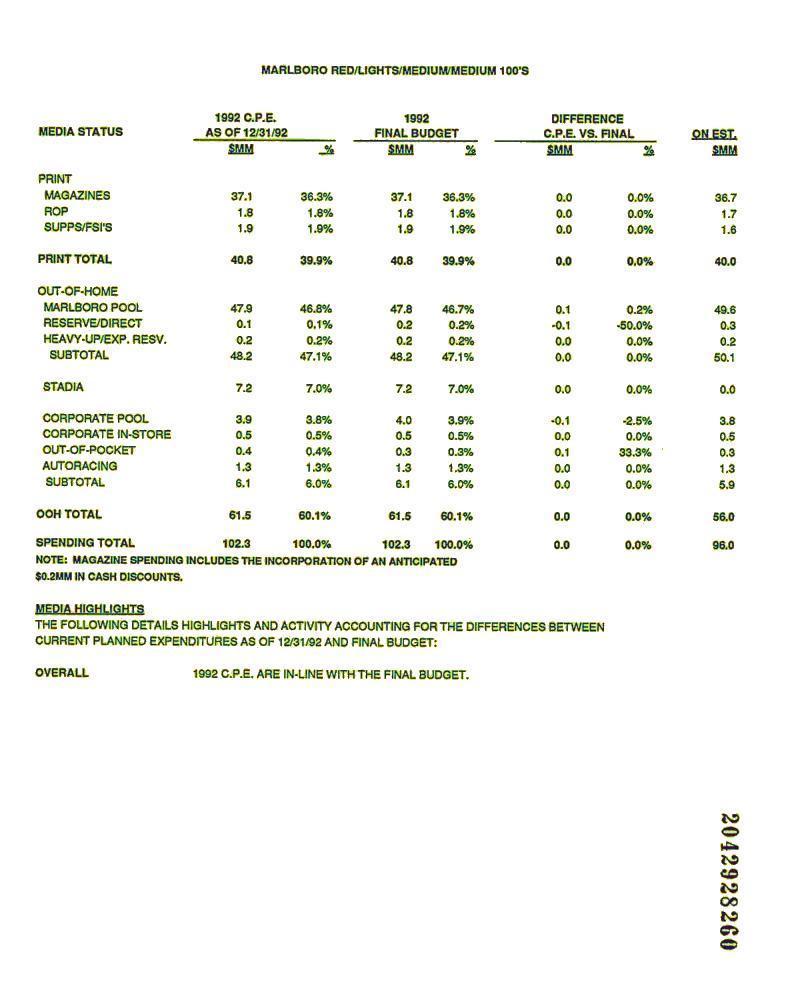 MARLBORO RED/LIGHTS/MEDIUM/MEDIUM 100'S
1992 C.P.E. 1992 DIFFERENCE
MEDIA STATUS AS OF 12/31/92 FINAL BUDGET C.P.E. VS. FINAL ON EST.
$MM % $MM % $MM % $MM
PRINT
MAGAZINES 37.1 36.3% 37.1 36.3% 0.0 0.0% 36.7
ROP 1.8 1.8% 1.8 1.8% 0.0 0.0% 1.7
SUPPS/FSI'S 1.9 1.9% 1.9 1.9% 0.0 0.0% 1.6
PRINT TOTAL 40.8 39.9% 40.8 39.9% 0.0 0.0% 40.0
OUT-OF-HOME
MARLBORO POOL 47.9 46.8% 47.8 46.7% 0.1 0.2% 49.6
RESERVE/DIRECT 0.1 0.1% 0.2 0.2% -0.1 -50.0% 0.3
HEAVY-UP/EXP. RESV. 0.2 0.2% 0.2 0.2% 0.0 0.0% 0.2
SUBTOTAL 48.2 47.1% 48.2 47.1% 0.0 0.0% 50.1
STADIA 7.2 7.0% 7.2 7.0% 0.0 0.0% 0.0
CORPORATE POOL 3.9 3.8% 4.0 3.9% -0.1 -2.5% 3.8
CORPORATE IN-STORE 0.5 0.5% 0.5 0.5% 0.0 0.0% 0.5
OUT-OF-POCKET 0.4 0.4% 0.3 0.3% 0.1 33.3% 0.3
AUTORACING 1.3 1.3% 1.3 1.3% 0.0 0.0% 1.3
SUBTOTAL 6.1 6.0% 6.1 6.0% 0.0 0.0% 5.9
OOH TOTAL 61.5 60.1% 61.5 60.1% 0.0 0.0% 56.0
SPENDING TOTAL 102.3 100.0% 102.3 100.0% 0.0 0.0% 96.0
NOTE: MAGAZINE SPENDING INCLUDES THE INCORPORATION OF AN ANTICIPATED
$0.2MM IN CASH DISCOUNTS.
MEDIA HIGHLIGHTS
THE FOLLOWING DETAILS HIGHLIGHTS AND ACTIVITY ACCOUNTING FOR THE DIFFERENCES BETWEEN
CURRENT PLANNED EXPENDITURES AS OF 12/31/92 AND FINAL BUDGET:
OVERALL 1992 C.P.E. ARE IN-LINE WITH THE FINAL BUDGET.
2042928260